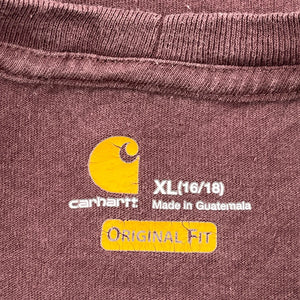 carhartt
XL(16/18)
Made in Guatemala
ORIGINAL FIT